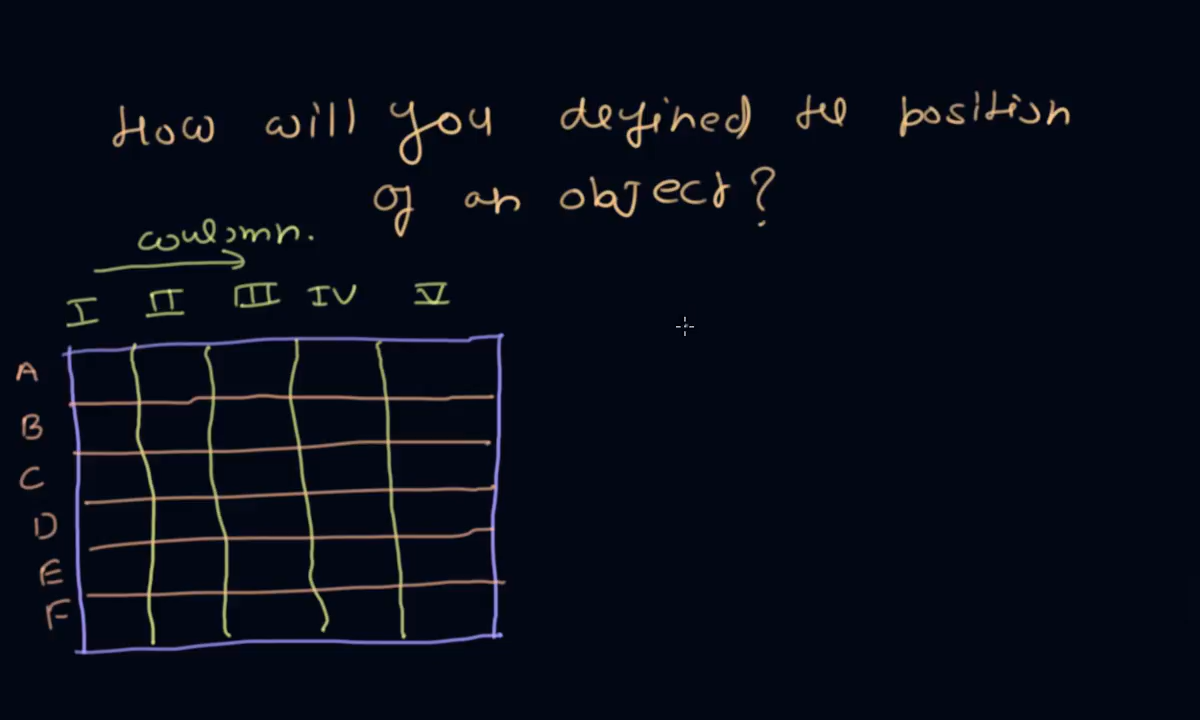 How will you defined the position
of an object?
coulomn.
I II III IV V
A
B
C
D
E
F